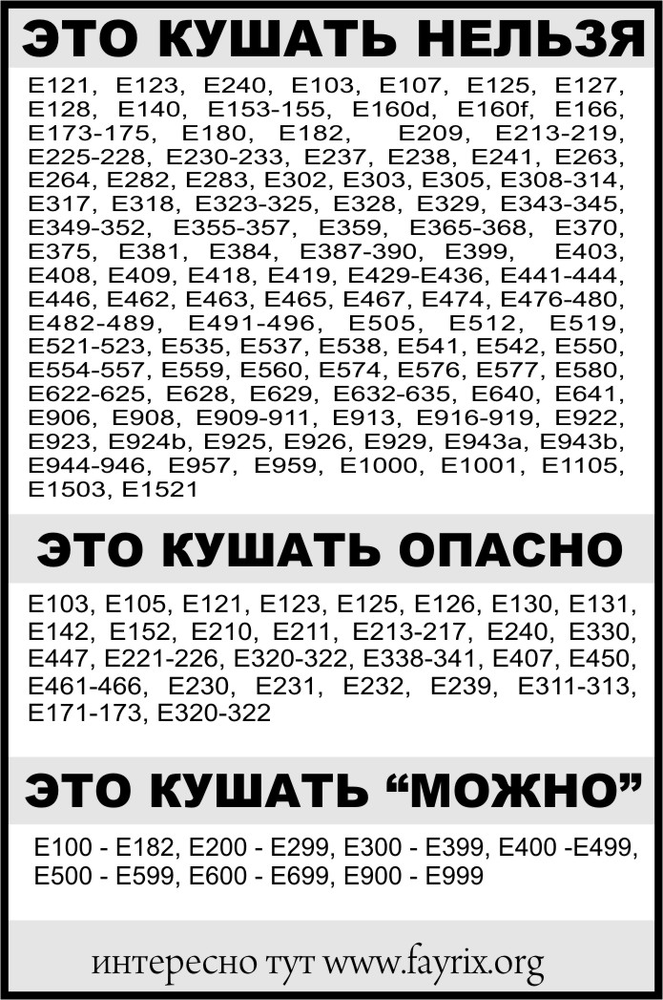 ЭТО КУШАТЬ НЕЛЬЗЯ
E121, E123, E240, E103, E107, E125, E127,
E128, E140, E153-155, E160d, E160f, E166,
E173-175, E180, E182, E209, E213-219,
E225-228, E230-233, E237, E238, E241, E263,
E264, E282, E283, E302, E303, E305, E308-314,
E317, E318, E323-325, E328, E329, E343-345,
E349-352, E355-357, E359, E365-368, E370,
E375, E381, E384, E387-390, E399, E403,
E408, E409, E418, E419, E429-E436, E441-444,
E446, E462, E463, E465, E467, E474, E476-480,
E482-489, E491-496, E505, E512, E519,
E521-523, E535, E537, E538, E541, E542, E550,
E554-557, E559, E560, E574, E576, E577, E580,
E622-625, E628, E629, E632-635, E640, E641,
E906, E908, E909-911, E913, E916-919, E922,
E923, E924b, E925, E926, E929, E943a, E943b,
E944-946, E957, E959, E1000, E1001, E1105,
E1503, E1521
ЭТО КУШАТЬ ОПАСНО
E103, E105, E121, E123, E125, E126, E130, E131,
E142, E152, E210, E211, E213-217, E240, E330,
E447, E221-226, E320-322, E338-341, E407, E450,
E461-466, E230, E231, E232, E239, E311-313,
E171-173, E320-322
ЭТО КУШАТЬ “МОЖНО”
E100 - E182, E200 - E299, E300 - E399, E400 -E499,
E500 - E599, E600 - E699, E900 - E999
интересно тут www.fayrix.org